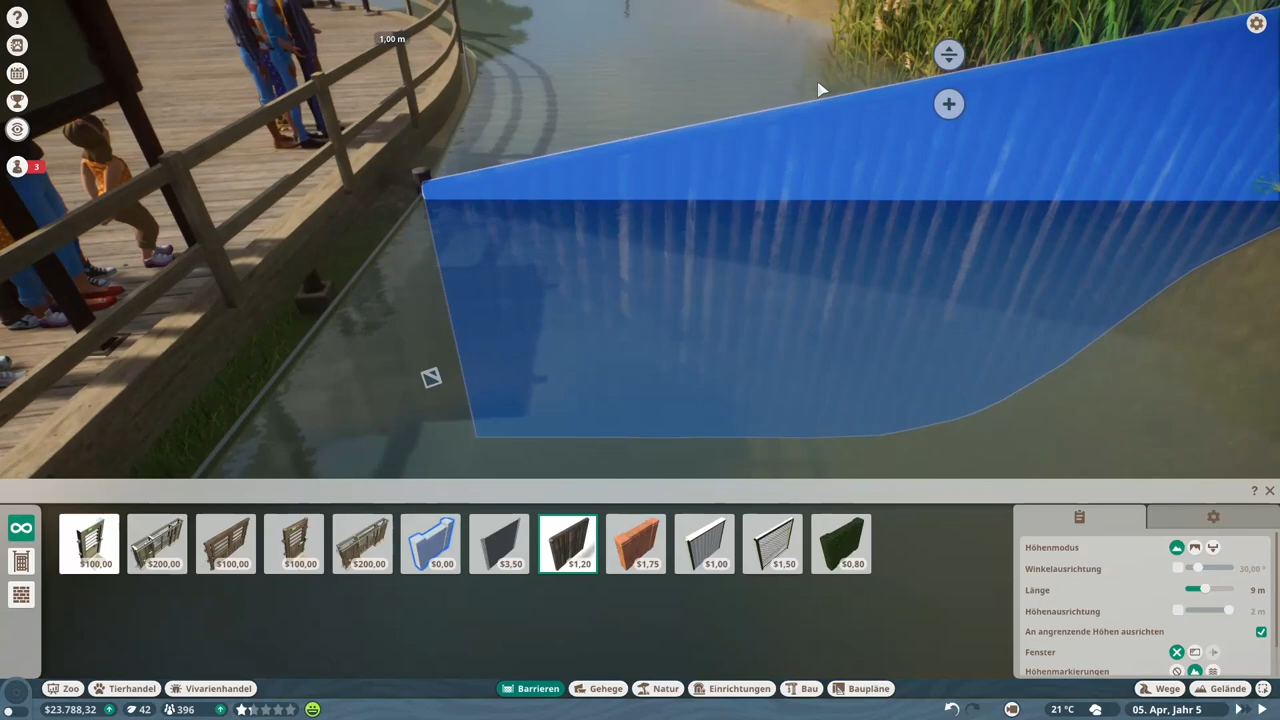 1,00 m
3
$100,00
$200,00
$100,00
$100,00
$200,00
$0,00
$3,50
$1,20
$1,75
$1,00
$1,50
$0,80
?
Höhenmodus
Winkelausrichtung 30,00 °
Länge 9 m
Höhenausrichtung 2 m
An angrenzende Höhen ausrichten
Fenster
Höhenmarkierungen
Zoo
Tierhandel
Vivarienhandel
Barrieren
Gehege
Natur
Einrichtungen
Bau
Baupläne
Wege
Gelände
$23.788,32
42
396
21 °C
05. Apr, Jahr 5